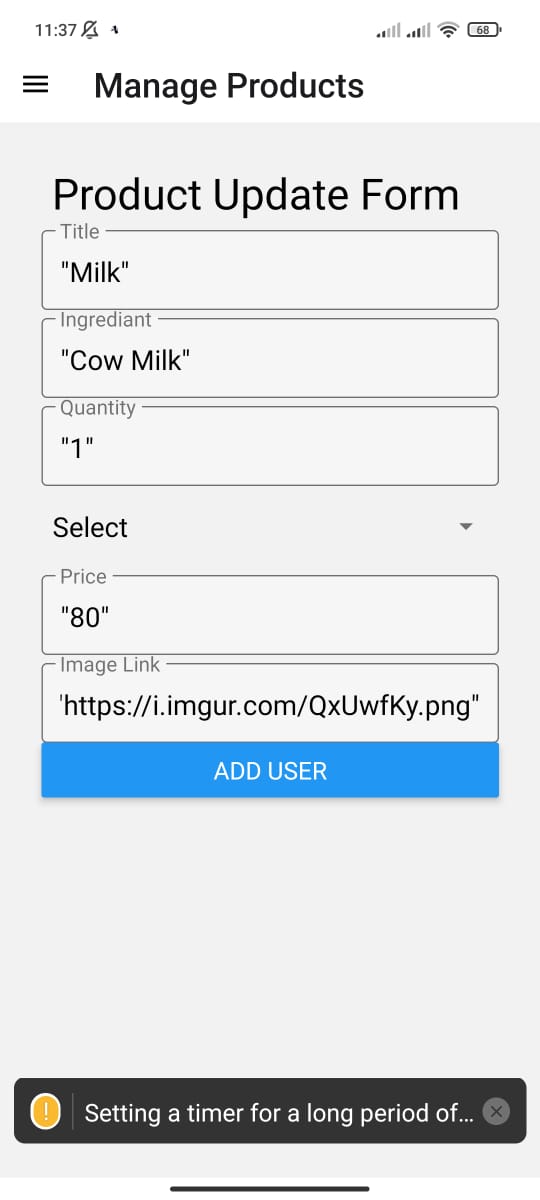 11:37
68
Manage Products
Product Update Form
Title
"Milk"
Ingrediant
"Cow Milk"
Quantity
"1"
Select
Price
"80"
Image Link
'https://i.imgur.com/QxUwfKy.png"
ADD USER
Setting a timer for a long period of...